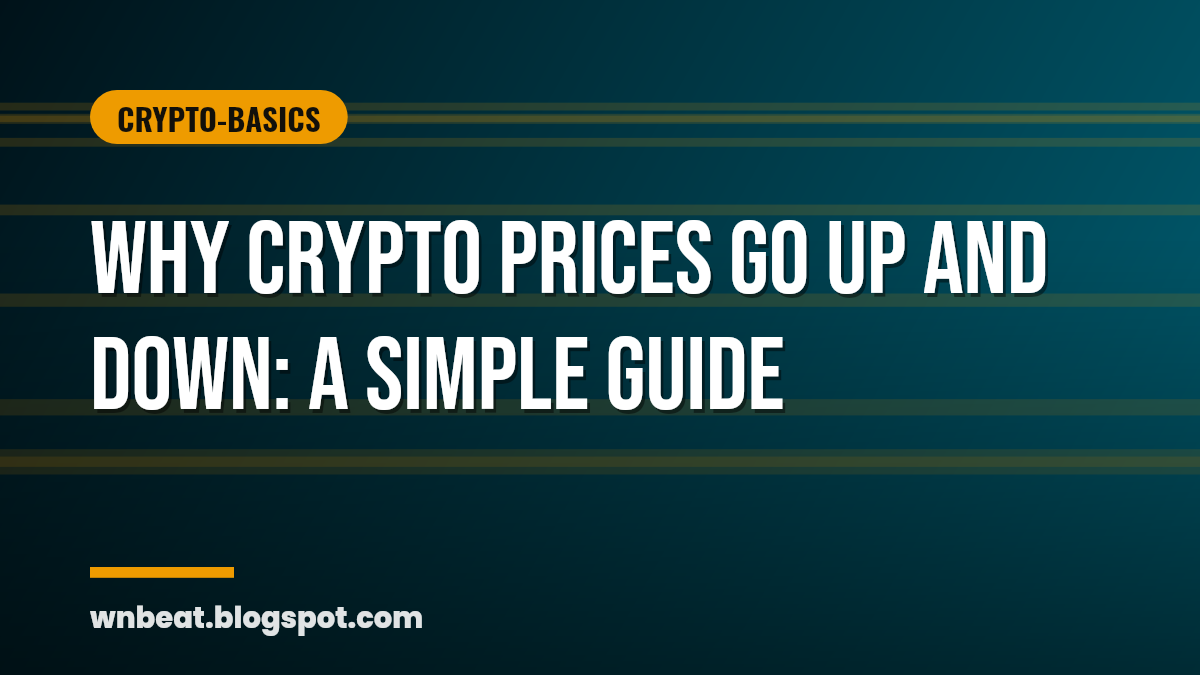 CRYPTO-BASICS
WHY CRYPTO PRICES GO UP AND
DOWN: A SIMPLE GUIDE
wnbeat.blogspot.com